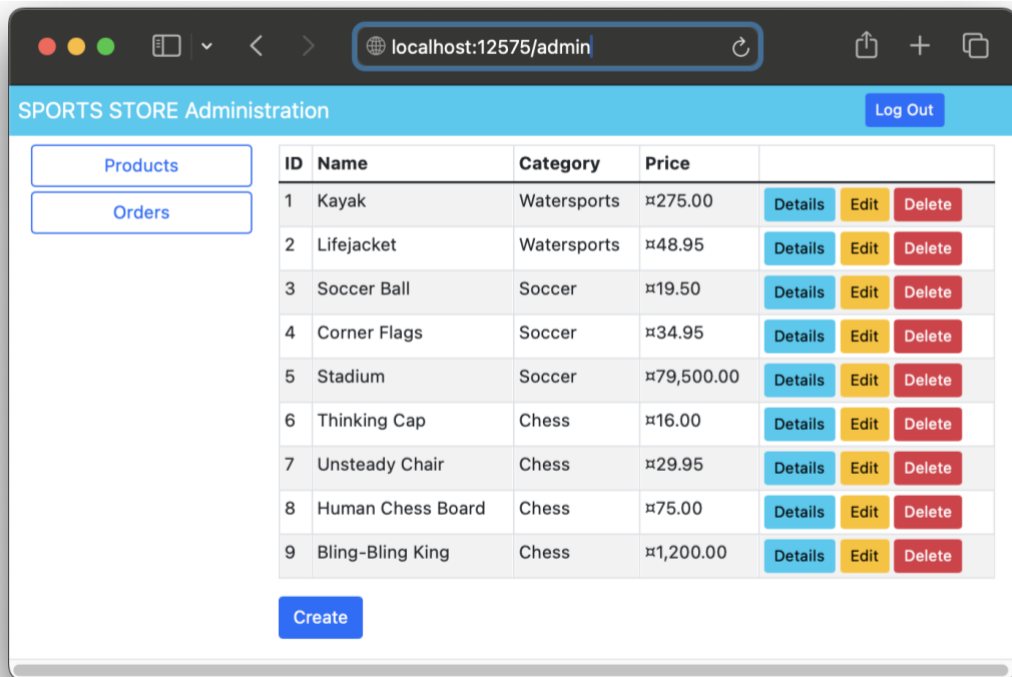 localhost:12575/admin
SPORTS STORE Administration Log Out
Products
Orders
ID Name Category Price
1 Kayak Watersports ¤275.00 Details Edit Delete
2 Lifejacket Watersports ¤48.95 Details Edit Delete
3 Soccer Ball Soccer ¤19.50 Details Edit Delete
4 Corner Flags Soccer ¤34.95 Details Edit Delete
5 Stadium Soccer ¤79,500.00 Details Edit Delete
6 Thinking Cap Chess ¤16.00 Details Edit Delete
7 Unsteady Chair Chess ¤29.95 Details Edit Delete
8 Human Chess Board Chess ¤75.00 Details Edit Delete
9 Bling-Bling King Chess ¤1,200.00 Details Edit Delete
Create